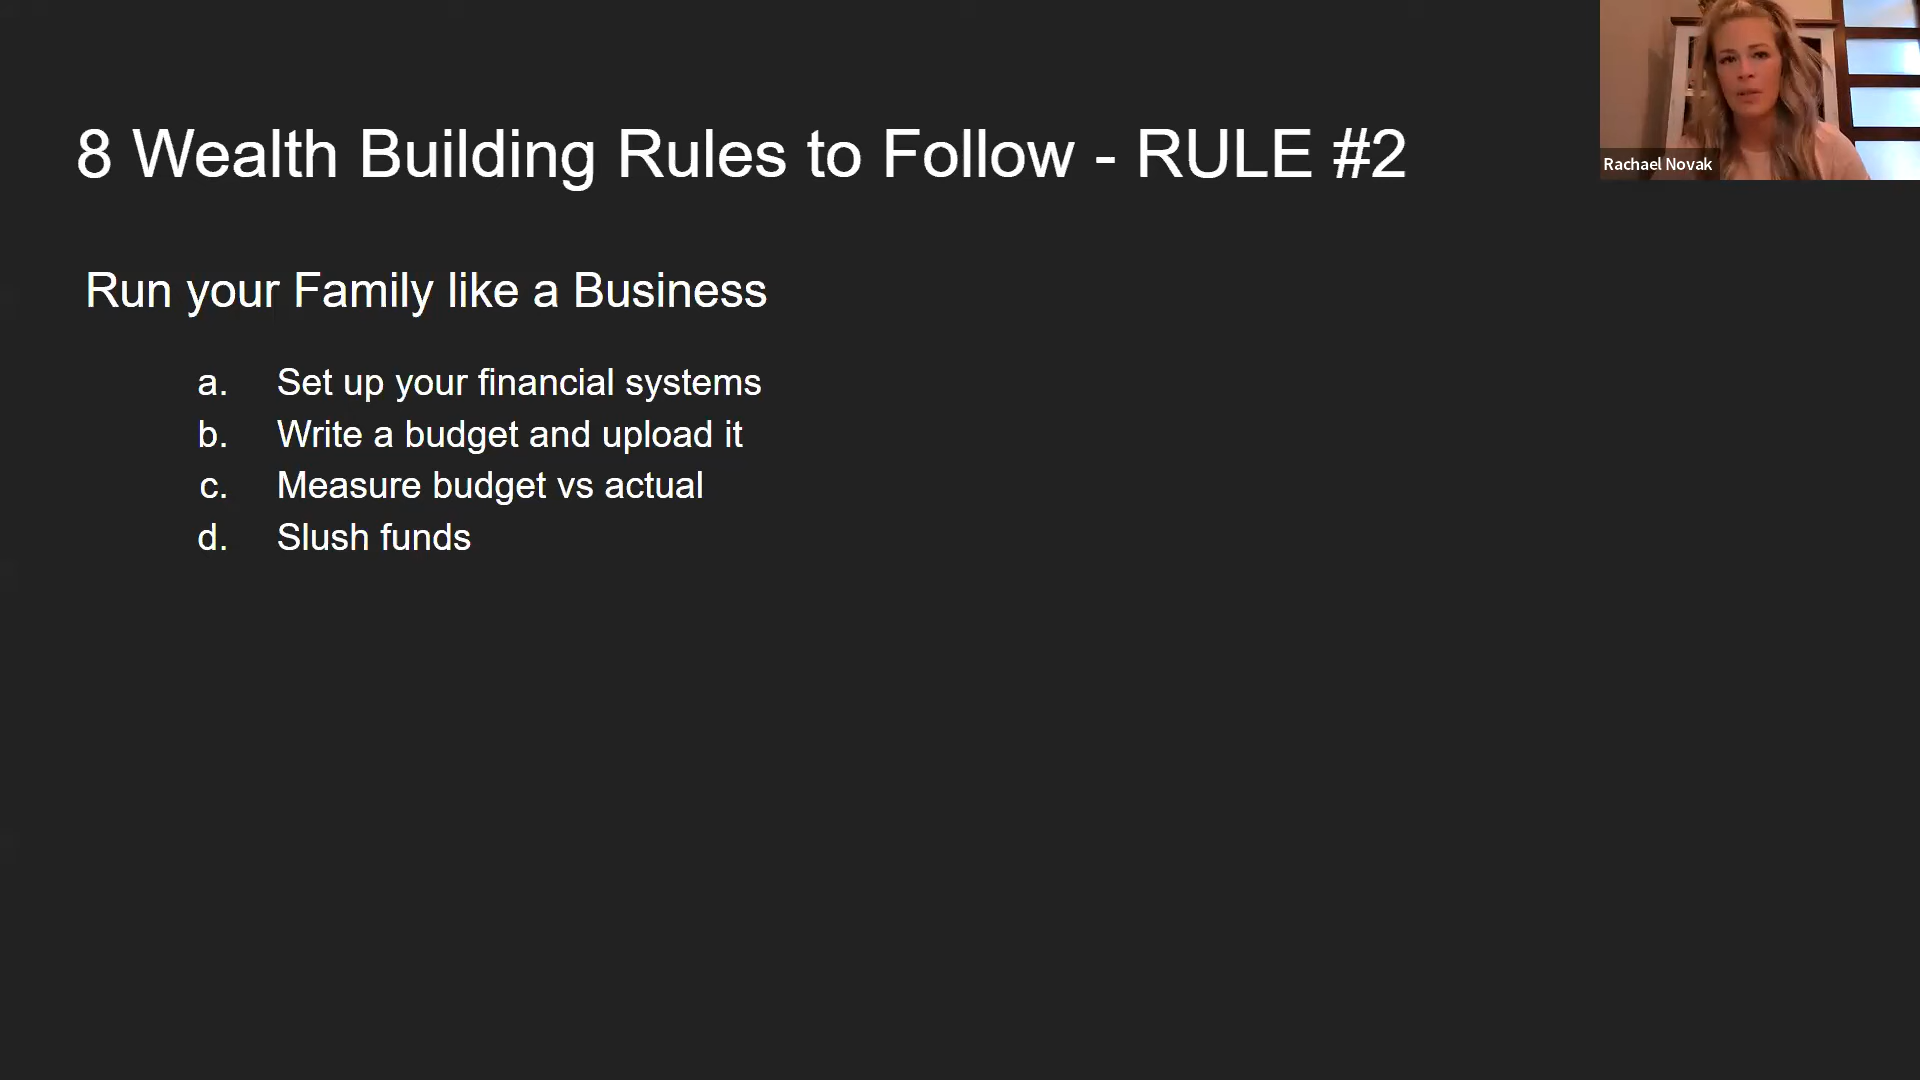 8 Wealth Building Rules to Follow - RULE #2
Rachael Novak
Run your Family like a Business
a. Set up your financial systems
b. Write a budget and upload it
c. Measure budget vs actual
d. Slush funds